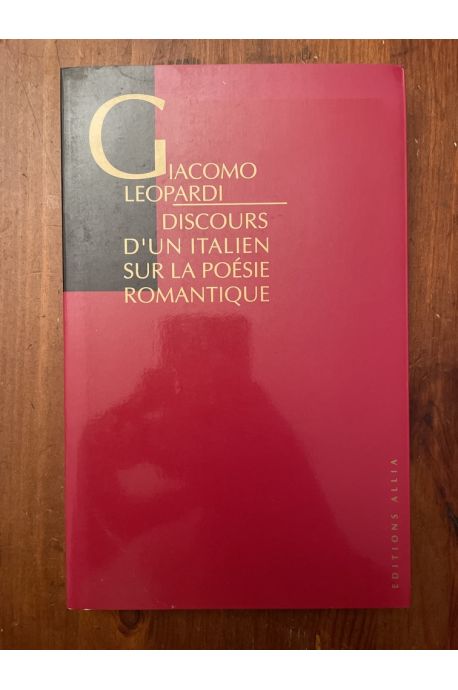 GIACOMO
LEOPARDI
DISCOURS
D'UN ITALIEN
SUR LA POÉSIE
ROMANTIQUE
EDITIONS ALLIA